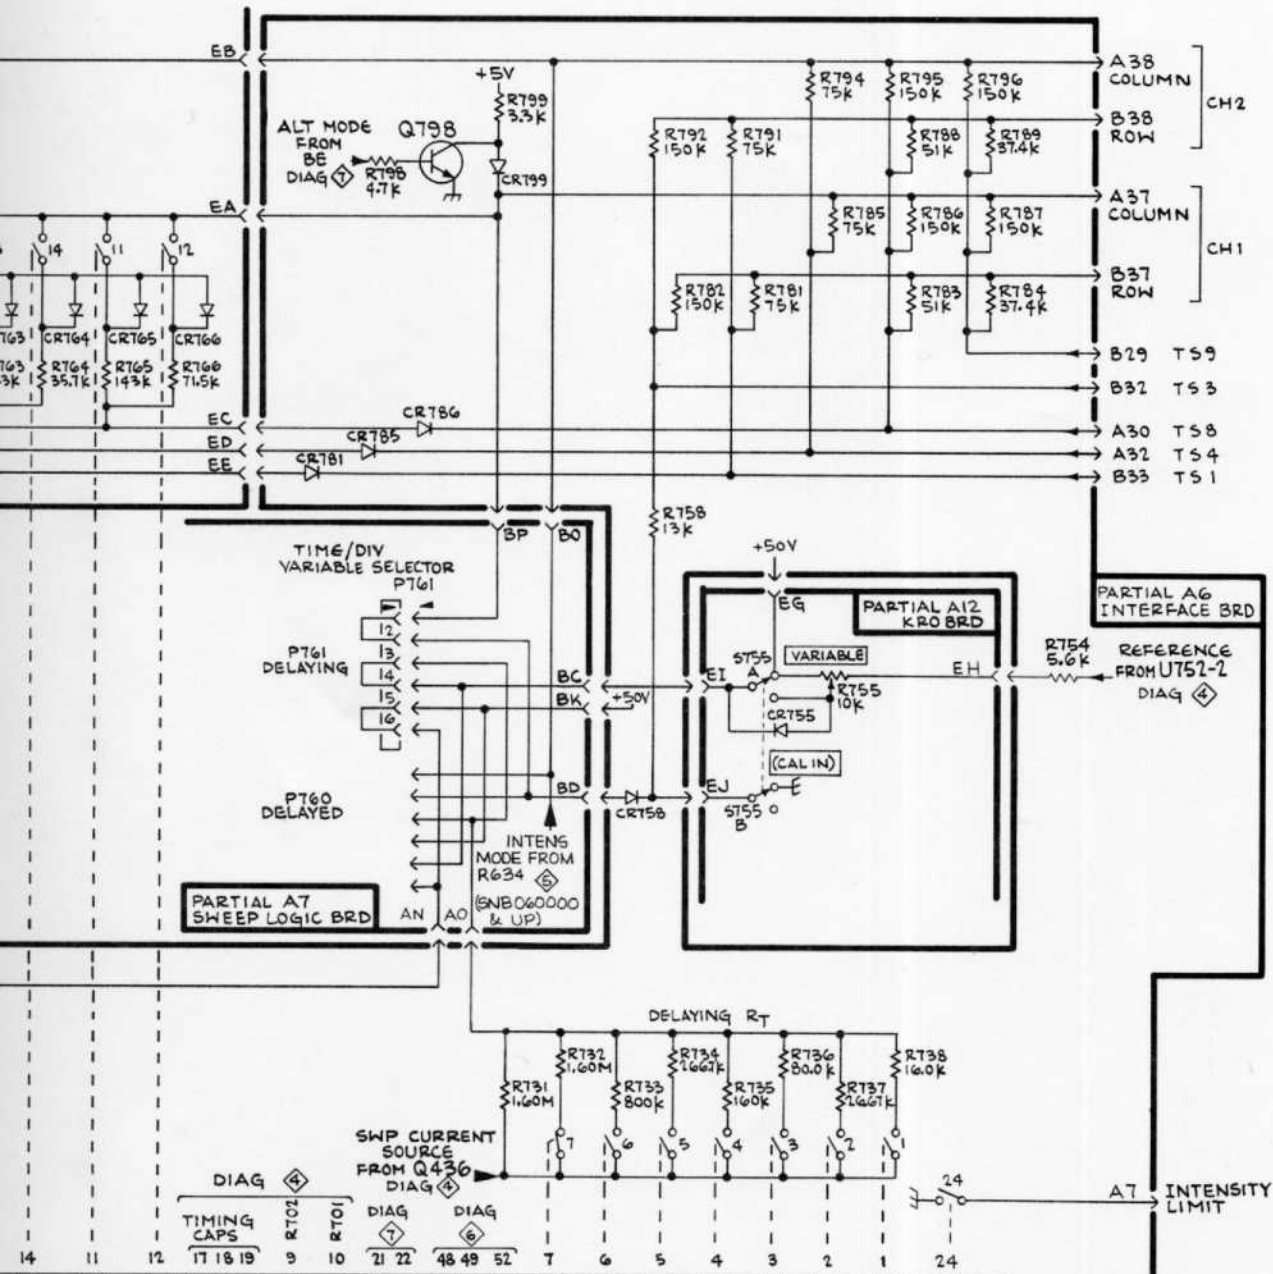 EB
+5V
R799
3.3K
ALT MODE
FROM
BE
DIAG 7
Q798
R798
4.7K
CR799
R794
75K
R795
150K
R796
150K
A38
COLUMN
CH2
B38
ROW
R792
150K
R791
75K
R788
51K
R789
37.4K
EA
A37
COLUMN
CH1
R785
75K
R786
150K
R787
150K
B37
ROW
R782
150K
R781
75K
R783
51K
R784
37.4K
14
11
12
763
CR764
CR765
CR766
763
3K
R764
35.7K
R765
143K
R766
71.5K
B29 TS9
B32 TS3
A30 TS8
A32 TS4
B33 TS1
EC
ED
EE
CR786
CR785
CR781
BP
BO
R758
13K
TIME/DIV
VARIABLE SELECTOR
P761
12
13
14
15
16
P761
DELAYING
P760
DELAYED
BC
BK
+50V
BD
CR758
INTENS
MODE FROM
R634 5
(SNB060000
& UP)
PARTIAL A7
SWEEP LOGIC BRD
AN
AO
+50V
EG
PARTIAL A12
KRO BRD
S755
A
VARIABLE
EI
EH
R755
10K
CR755
(CAL IN)
EJ
S755
B
PARTIAL A6
INTERFACE BRD
R754
5.6K
REFERENCE
FROM U752-2
DIAG 4
DELAYING RT
R731
1.60M
R732
1.60M
R733
800K
R734
266.7K
R735
160K
R736
80.0K
R737
26.67K
R738
16.0K
7
6
5
4
3
2
1
SWP CURRENT
SOURCE
FROM Q436
DIAG 4
24
A7 INTENSITY
LIMIT
DIAG 4
TIMING
CAPS
R702
R701
DIAG
7
DIAG
6
14 11 12 17 18 19 9 10 21 22 48 49 52 7 6 5 4 3 2 1 24